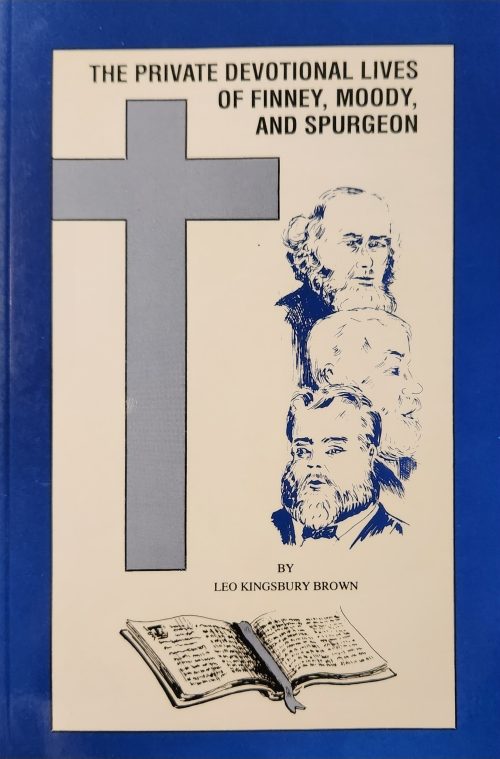 THE PRIVATE DEVOTIONAL LIVES
OF FINNEY, MOODY,
AND SPURGEON
BY
LEO KINGSBURY BROWN